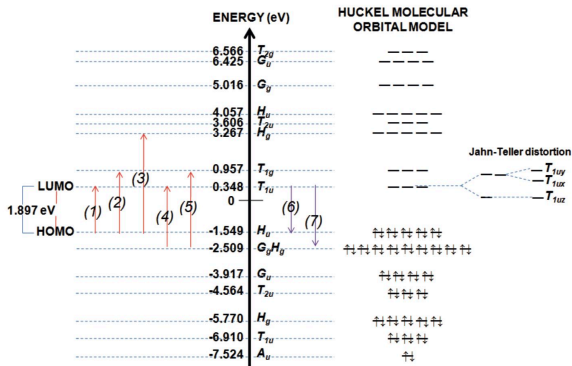 ENERGY (eV)
HUCKEL MOLECULAR
ORBITAL MODEL
6.566 T2g
6.425 Gu
5.016 Gg
4.057 Hu
3.606 T2u
3.267 Hg
Jahn-Teller distortion
0.957 T1g
T1uy
T1ux
LUMO 0.348 T1u
T1uz
0
1.897 eV
(1) (2) (3) (4) (5) (6) (7)
HOMO -1.549 Hu
-2.509 GgHg
-3.917 Gu
-4.564 T2u
-5.770 Hg
-6.910 T1u
-7.524 Au